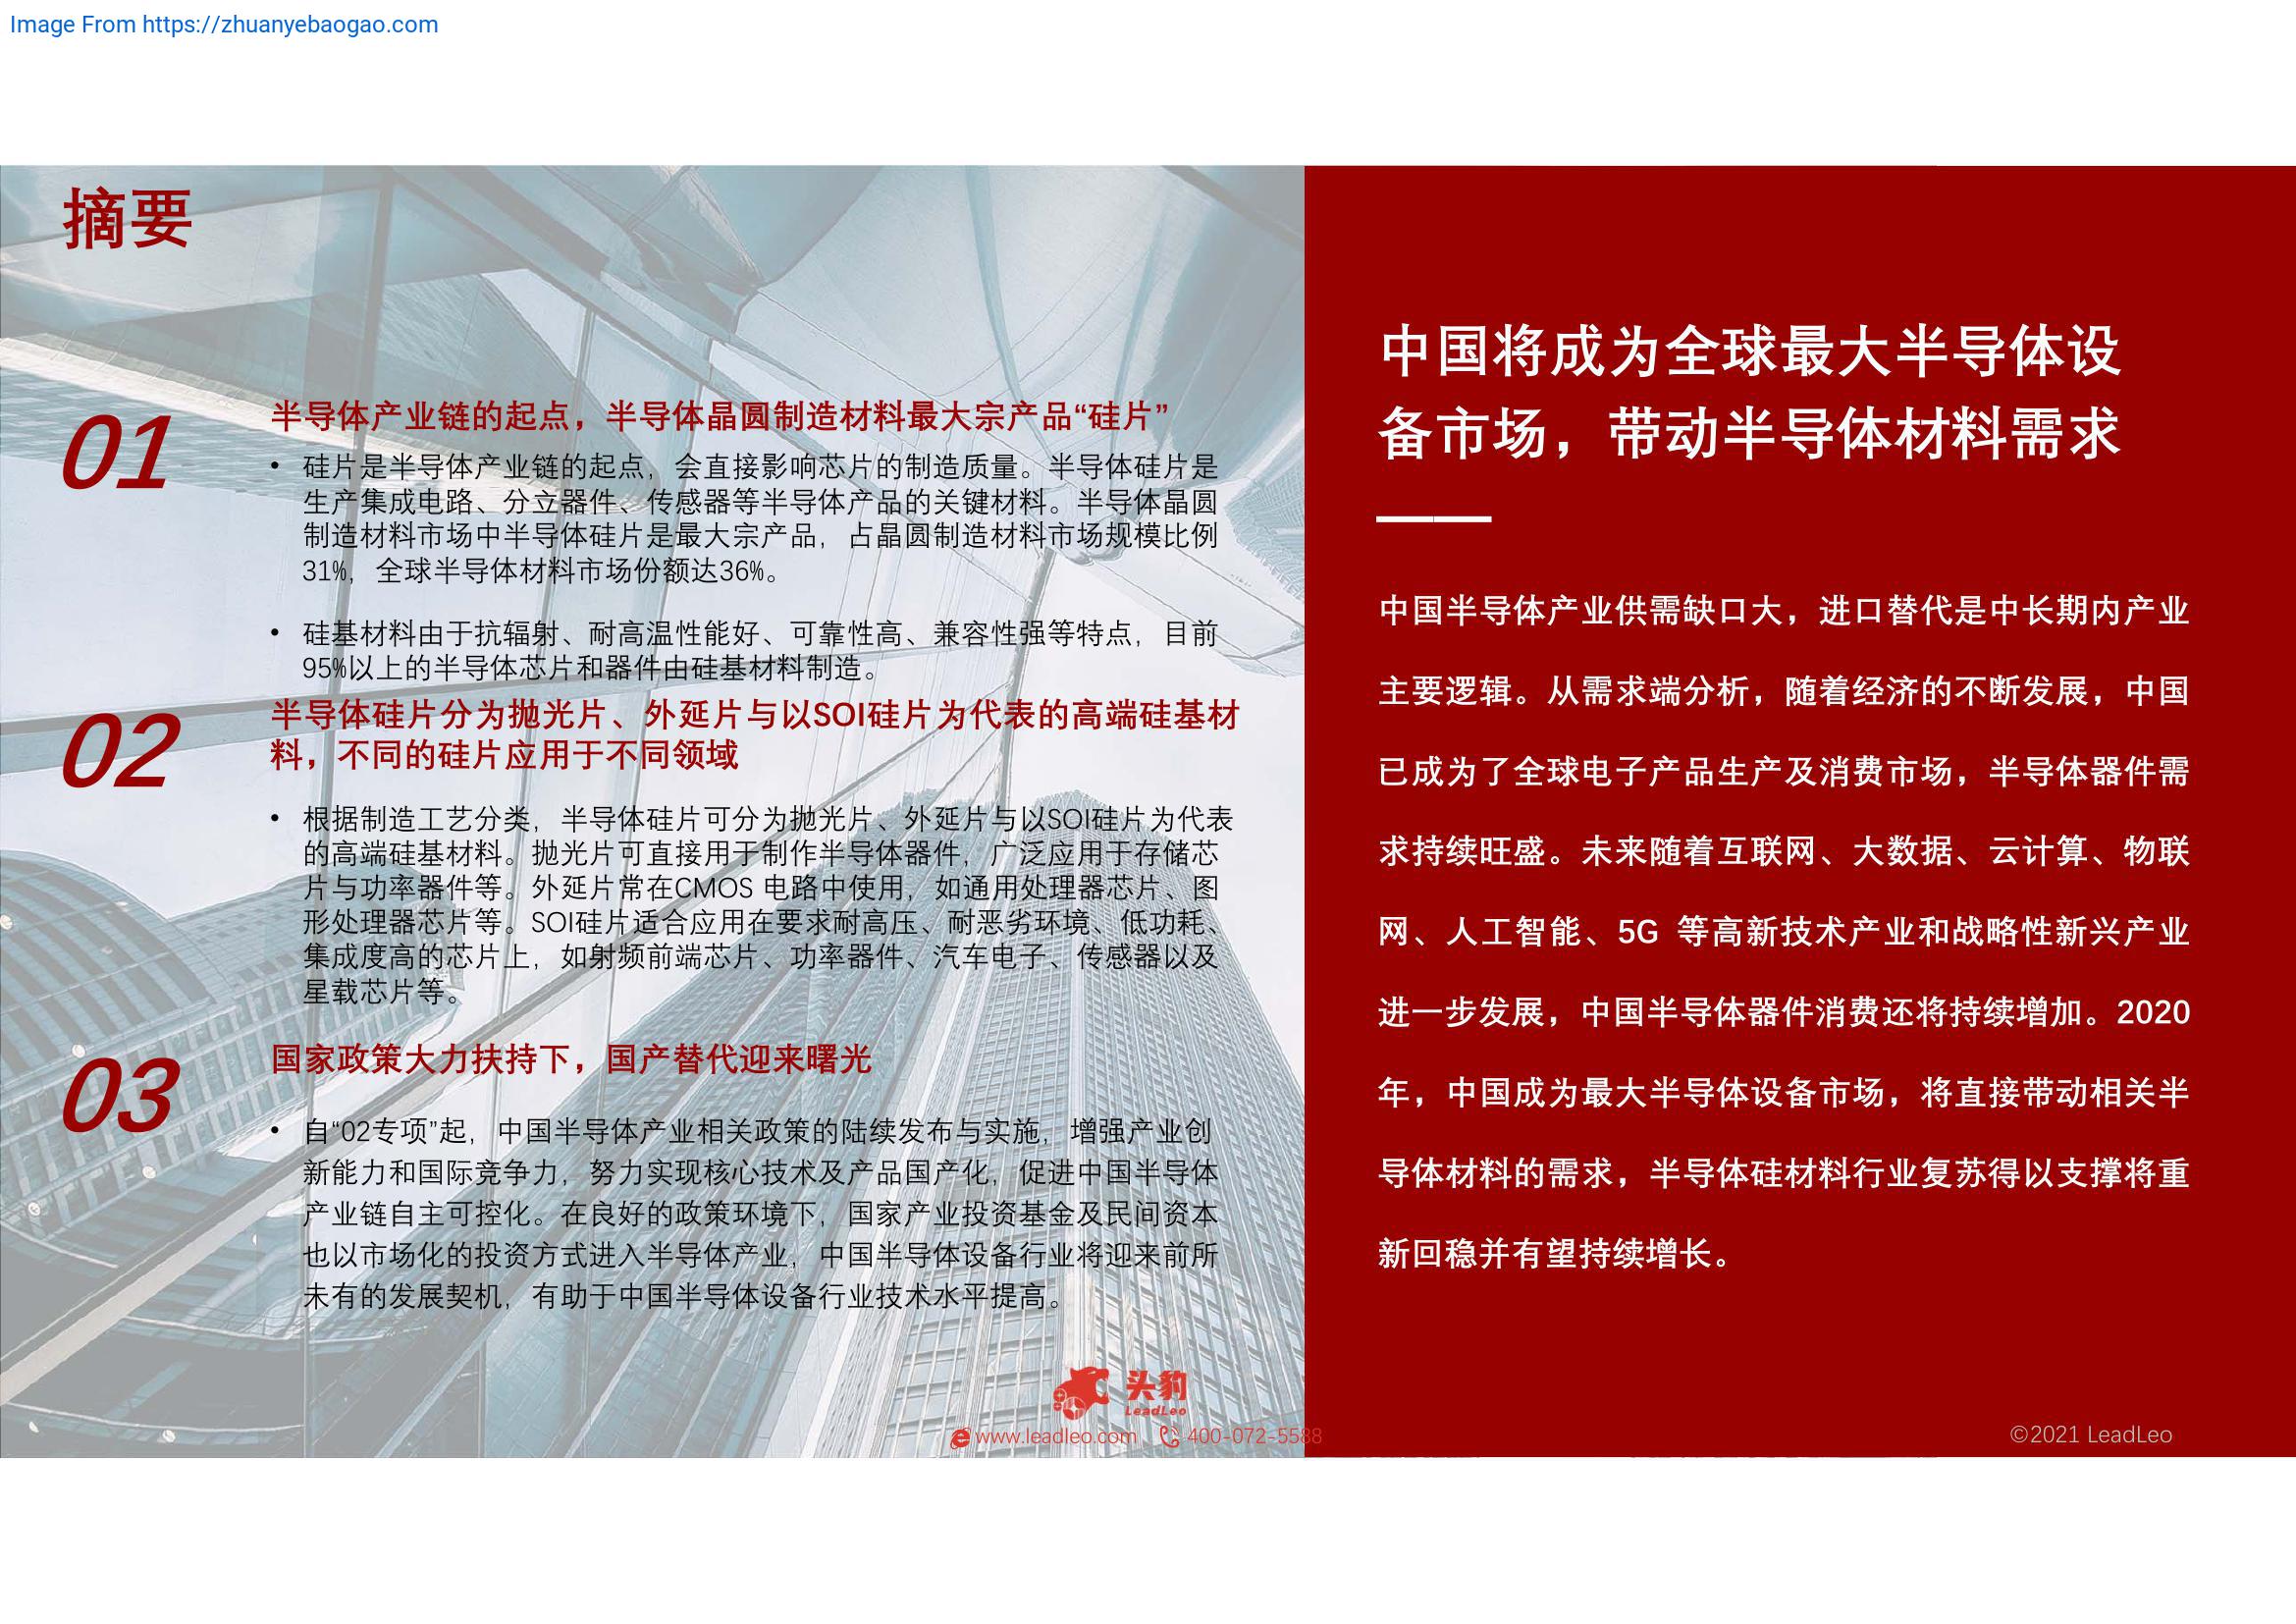 Image From https://zhuanyebaogao.com
摘要
01
半导体产业链的起点，半导体晶圆制造材料最大宗产品“硅片”
• 硅片是半导体产业链的起点，会直接影响芯片的制造质量。半导体硅片是
生产集成电路、分立器件、传感器等半导体产品的关键材料。半导体晶圆
制造材料市场中半导体硅片是最大宗产品，占晶圆制造材料市场规模比例
31%，全球半导体材料市场份额达36%。
• 硅基材料由于抗辐射、耐高温性能好、可靠性高、兼容性强等特点，目前
95%以上的半导体芯片和器件由硅基材料制造。
02
半导体硅片分为抛光片、外延片与以SOI硅片为代表的高端硅基材
料，不同的硅片应用于不同领域
• 根据制造工艺分类，半导体硅片可分为抛光片、外延片与以SOI硅片为代表
的高端硅基材料。抛光片可直接用于制作半导体器件，广泛应用于存储芯
片与功率器件等。外延片常在CMOS 电路中使用，如通用处理器芯片、图
形处理器芯片等。SOI硅片适合应用在要求耐高压、耐恶劣环境、低功耗、
集成度高的芯片上，如射频前端芯片、功率器件、汽车电子、传感器以及
星载芯片等。
03
国家政策大力扶持下，国产替代迎来曙光
• 自“02专项”起，中国半导体产业相关政策的陆续发布与实施，增强产业创
新能力和国际竞争力，努力实现核心技术及产品国产化，促进中国半导体
产业链自主可控化。在良好的政策环境下，国家产业投资基金及民间资本
也以市场化的投资方式进入半导体产业，中国半导体设备行业将迎来前所
未有的发展契机，有助于中国半导体设备行业技术水平提高。
头豹
LeadLeo
www.leadleo.com 400-072-5588
中国将成为全球最大半导体设
备市场，带动半导体材料需求
中国半导体产业供需缺口大，进口替代是中长期内产业
主要逻辑。从需求端分析，随着经济的不断发展，中国
已成为了全球电子产品生产及消费市场，半导体器件需
求持续旺盛。未来随着互联网、大数据、云计算、物联
网、人工智能、5G 等高新技术产业和战略性新兴产业
进一步发展，中国半导体器件消费还将持续增加。2020
年，中国成为最大半导体设备市场，将直接带动相关半
导体材料的需求，半导体硅材料行业复苏得以支撑将重
新回稳并有望持续增长。
©2021 LeadLeo